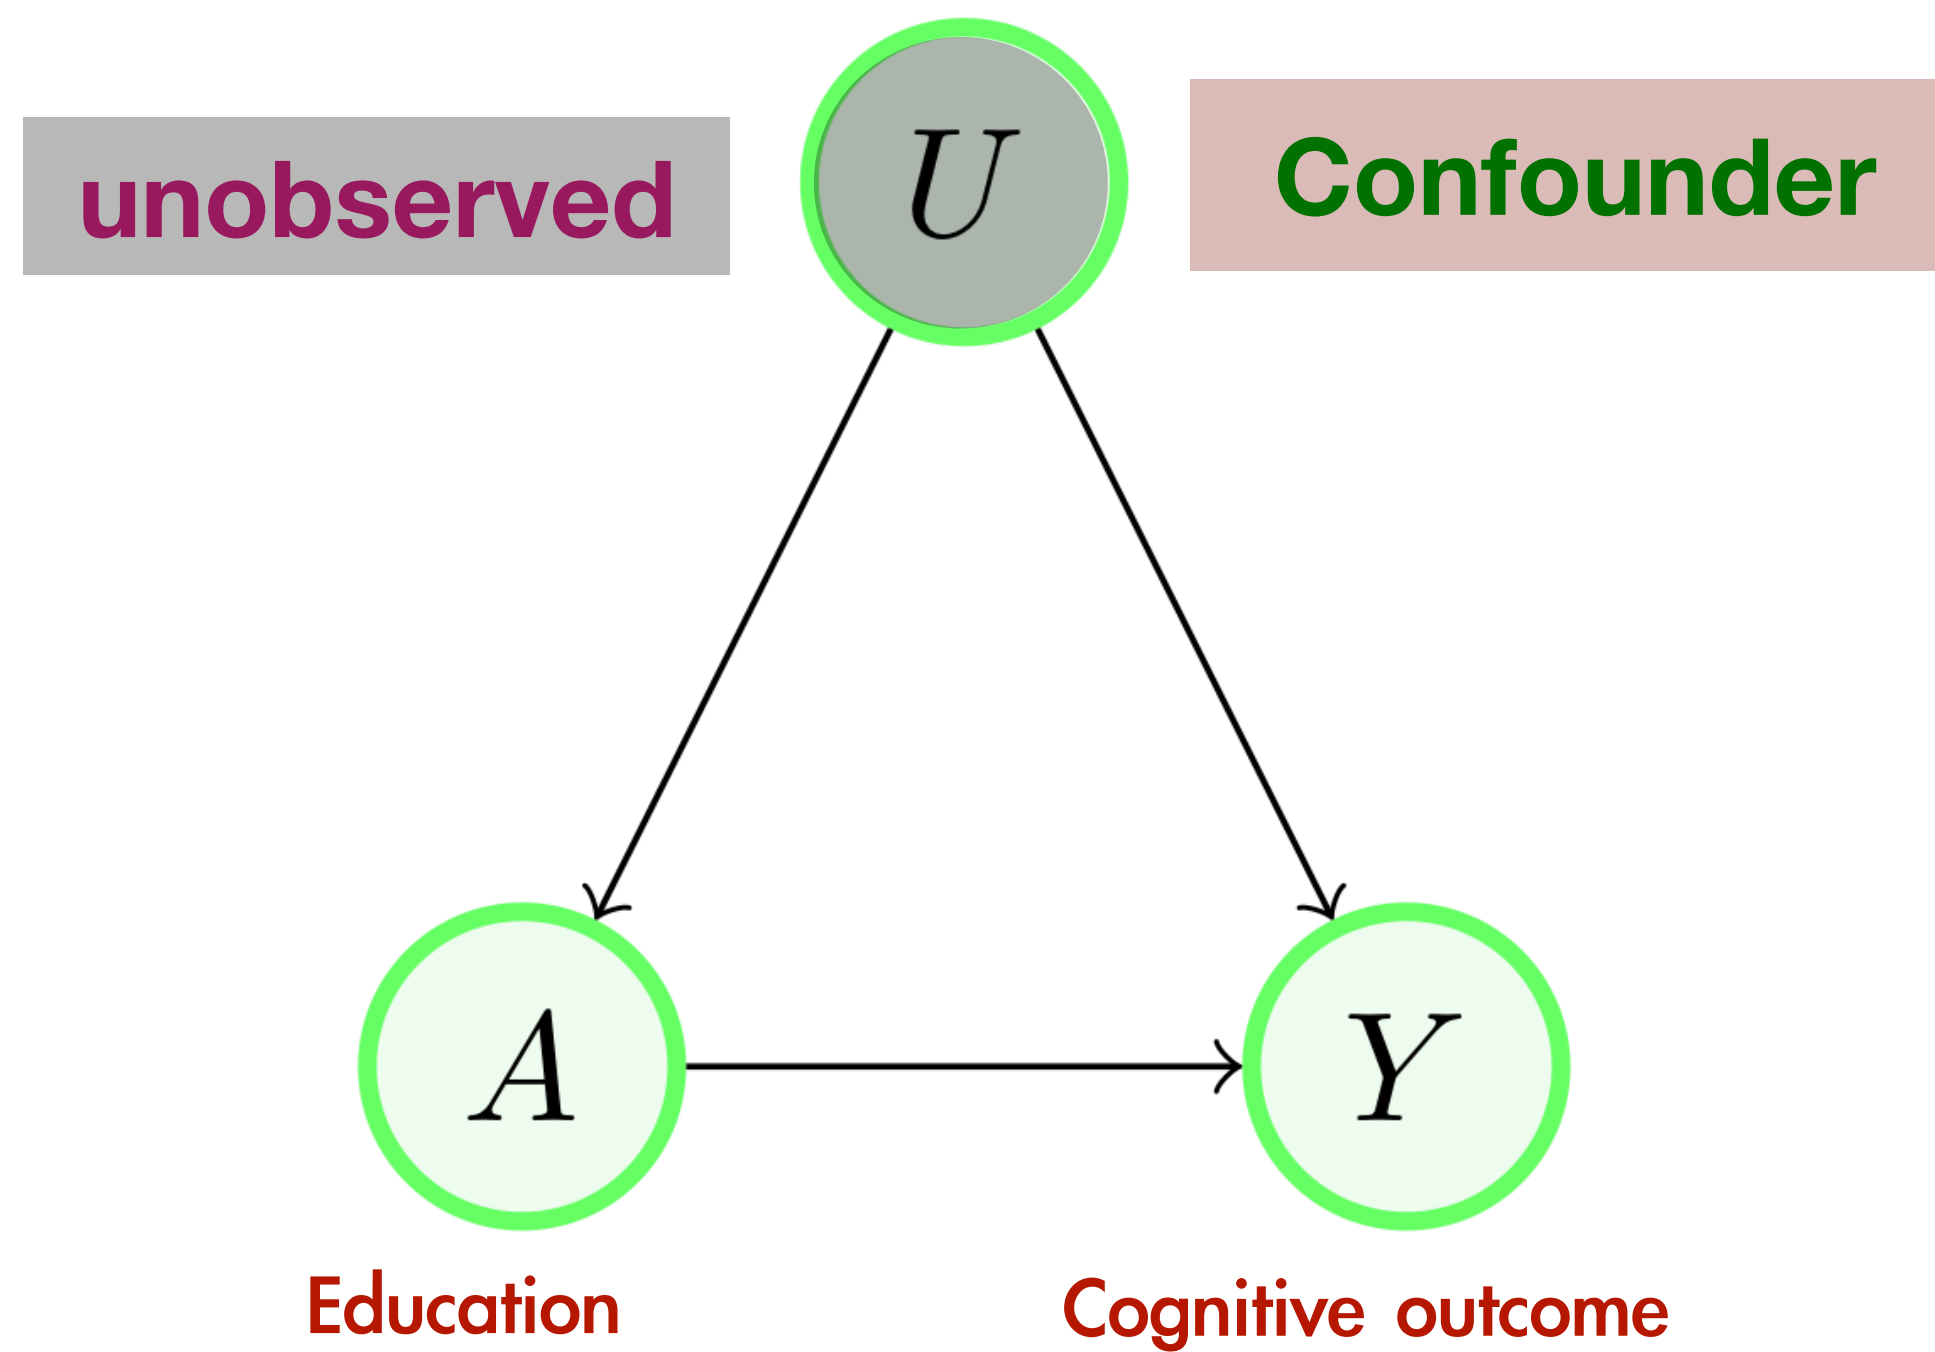 unobserved
U
Confounder
A
Y
Education
Cognitive outcome